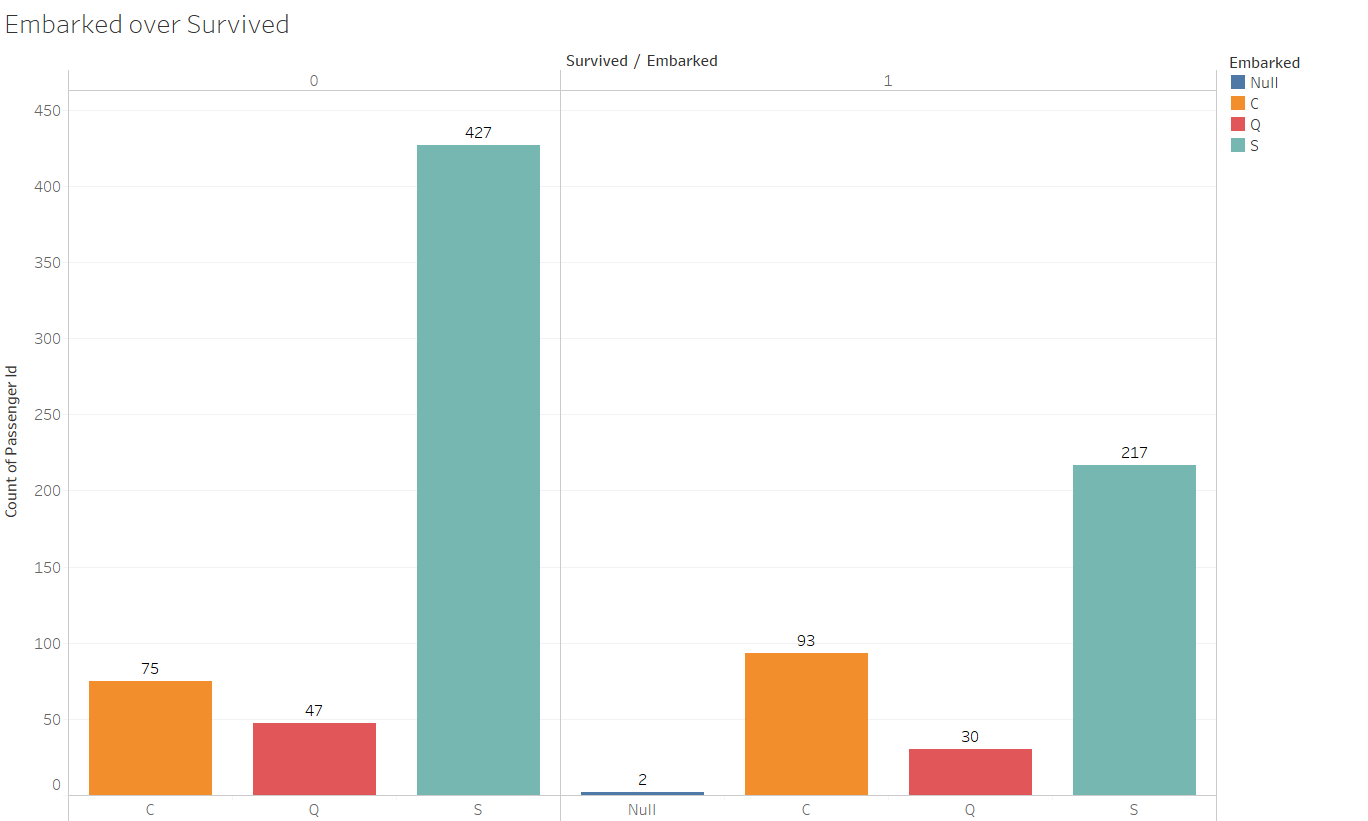 Embarked over Survived
Survived / Embarked
0 1
Embarked
Null
C
Q
S
Count of Passenger Id
450
400
350
300
250
200
150
100
50
0
427
75
47
217
93
30
2
C Q S Null C Q S